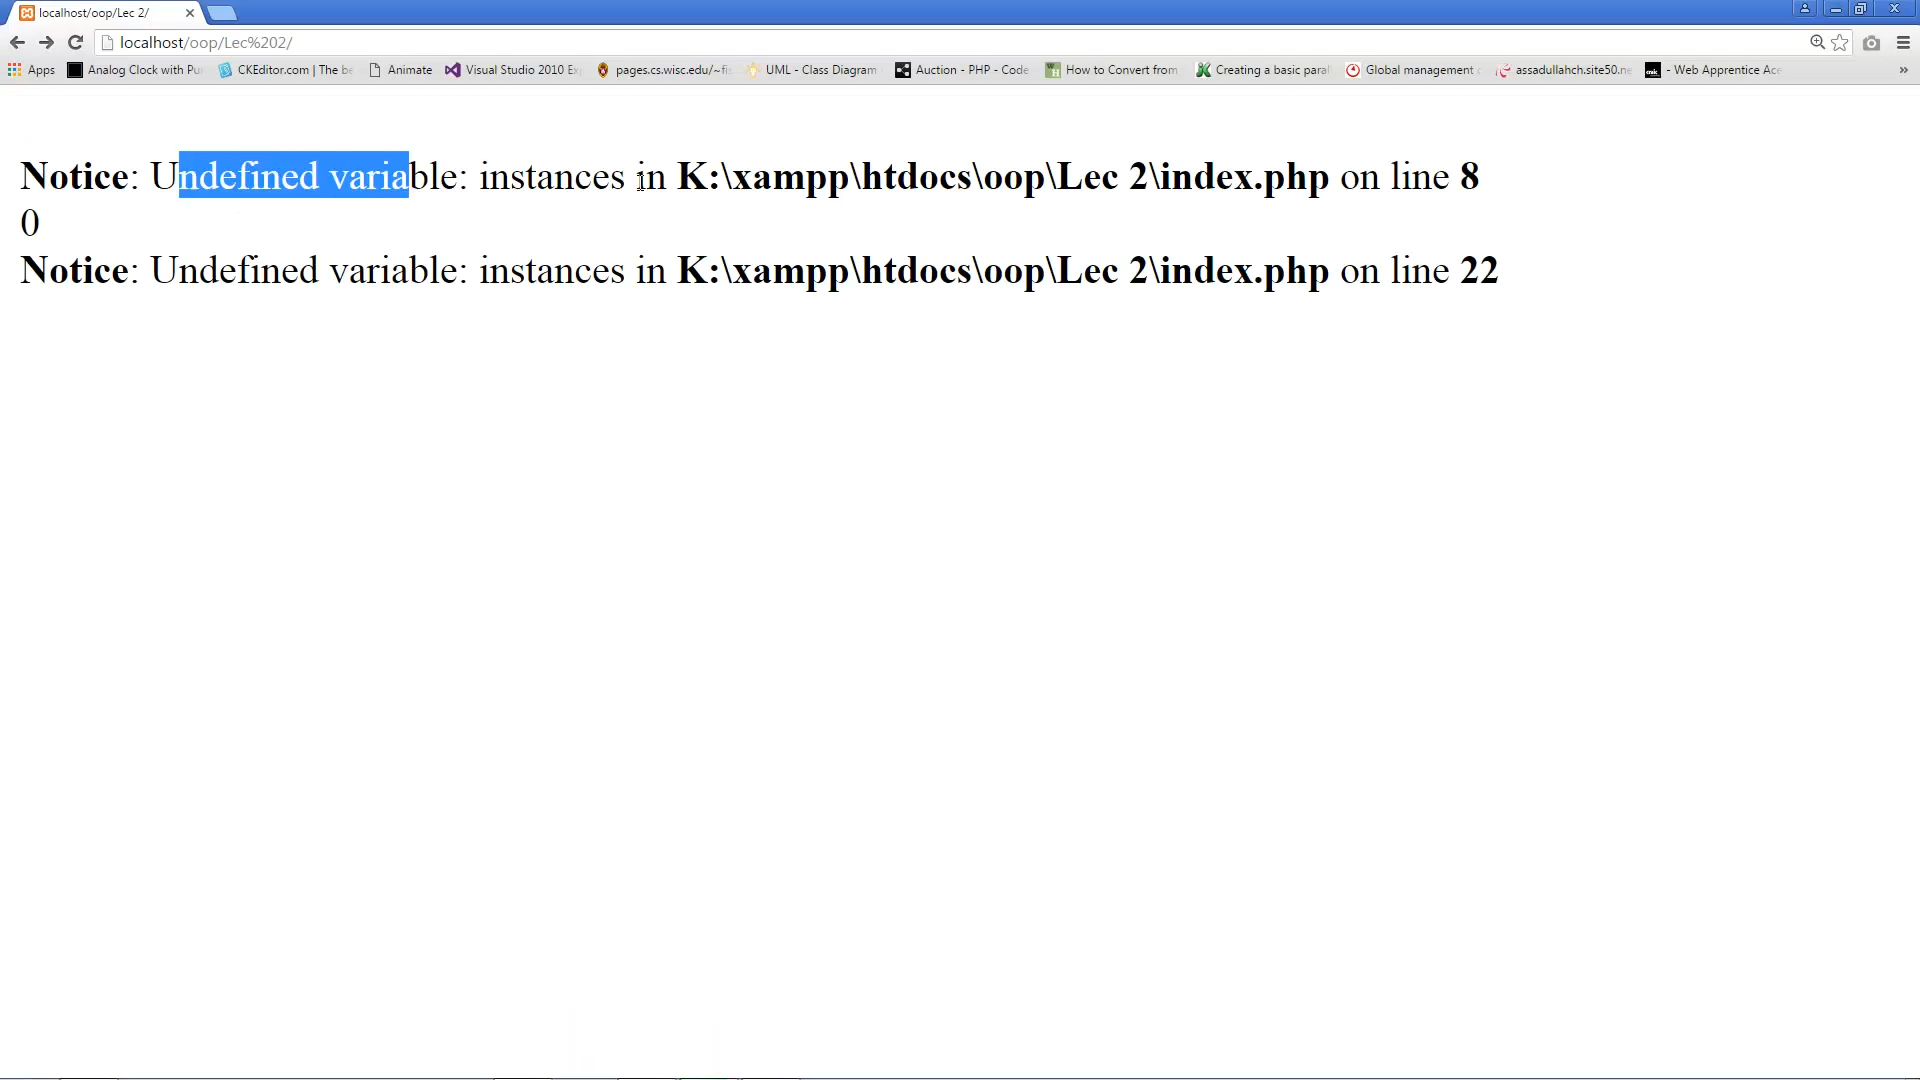 localhost/oop/Lec 2/
localhost/oop/Lec%202/
Apps Analog Clock with Pu CKEditor.com | The be Animate Visual Studio 2010 Ex pages.cs.wisc.edu/~fis UML - Class Diagram Auction - PHP - Code How to Convert from Creating a basic paral Global management assadullahch.site50.ne - Web Apprentice Ace »
Notice: Undefined variable: instances in K:\xampp\htdocs\oop\Lec 2\index.php on line 8
0
Notice: Undefined variable: instances in K:\xampp\htdocs\oop\Lec 2\index.php on line 22